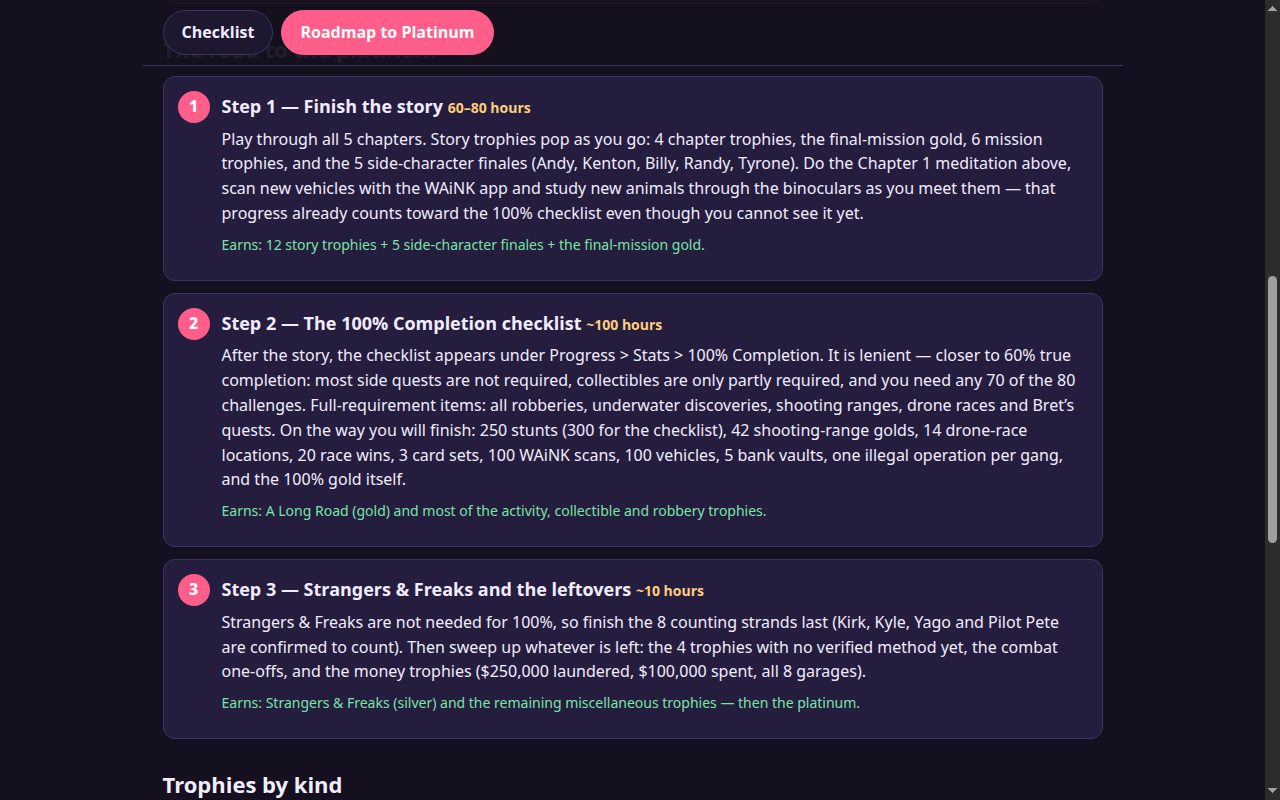 Checklist
Roadmap to Platinum
The road to the platinum
1
Step 1 — Finish the story 60–80 hours
Play through all 5 chapters. Story trophies pop as you go: 4 chapter trophies, the final-mission gold, 6 mission
trophies, and the 5 side-character finales (Andy, Kenton, Billy, Randy, Tyrone). Do the Chapter 1 meditation above,
scan new vehicles with the WAiNK app and study new animals through the binoculars as you meet them — that
progress already counts toward the 100% checklist even though you cannot see it yet.
Earns: 12 story trophies + 5 side-character finales + the final-mission gold.
2
Step 2 — The 100% Completion checklist ~100 hours
After the story, the checklist appears under Progress > Stats > 100% Completion. It is lenient — closer to 60% true
completion: most side quests are not required, collectibles are only partly required, and you need any 70 of the 80
challenges. Full-requirement items: all robberies, underwater discoveries, shooting ranges, drone races and Bret’s
quests. On the way you will finish: 250 stunts (300 for the checklist), 42 shooting-range golds, 14 drone-race
locations, 20 race wins, 3 card sets, 100 WAiNK scans, 100 vehicles, 5 bank vaults, one illegal operation per gang,
and the 100% gold itself.
Earns: A Long Road (gold) and most of the activity, collectible and robbery trophies.
3
Step 3 — Strangers & Freaks and the leftovers ~10 hours
Strangers & Freaks are not needed for 100%, so finish the 8 counting strands last (Kirk, Kyle, Yago and Pilot Pete
are confirmed to count). Then sweep up whatever is left: the 4 trophies with no verified method yet, the combat
one-offs, and the money trophies ($250,000 laundered, $100,000 spent, all 8 garages).
Earns: Strangers & Freaks (silver) and the remaining miscellaneous trophies — then the platinum.
Trophies by kind